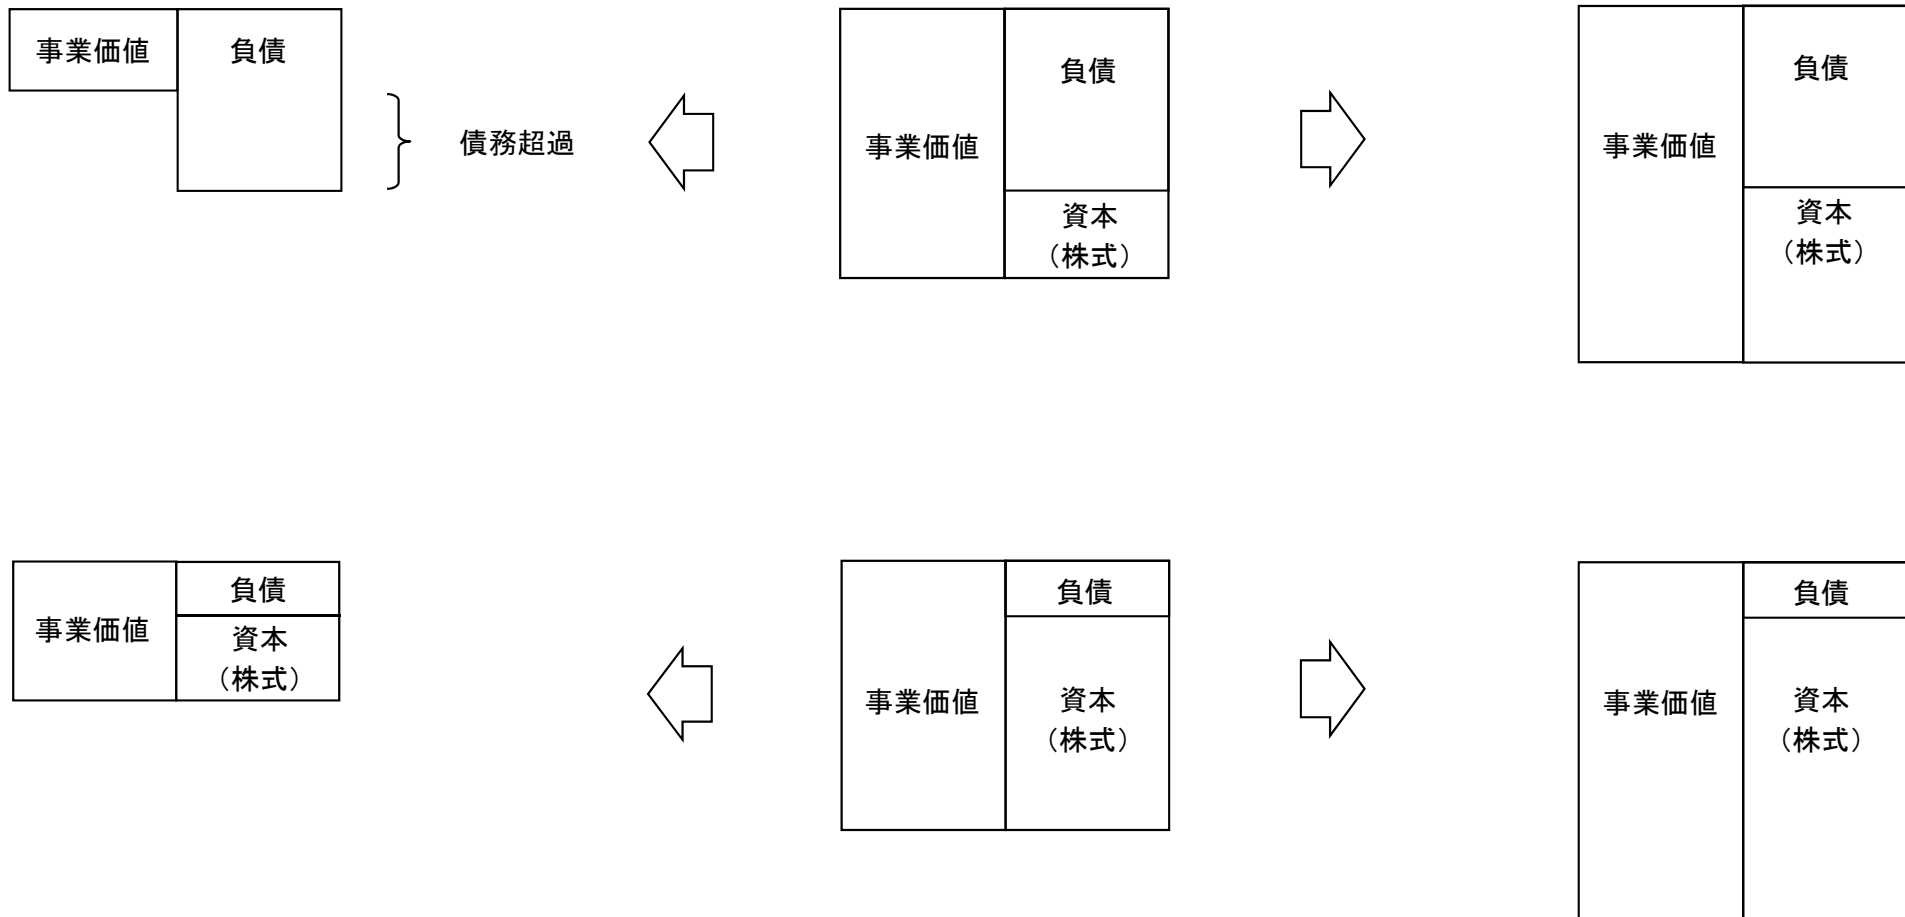 事業価値
負債
債務超過
事業価値
負債
資本
（株式）
事業価値
負債
資本
（株式）
事業価値
負債
資本
（株式）
事業価値
負債
資本
（株式）
事業価値
負債
資本
（株式）